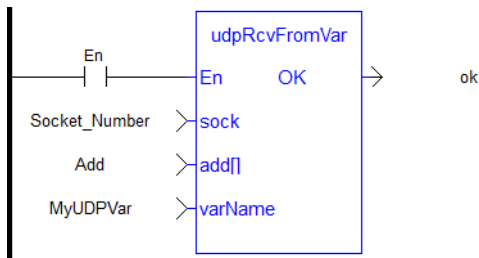 udpRcvFromVar
En
En OK ok
Socket_Number sock
Add add[]
MyUDPVar varName